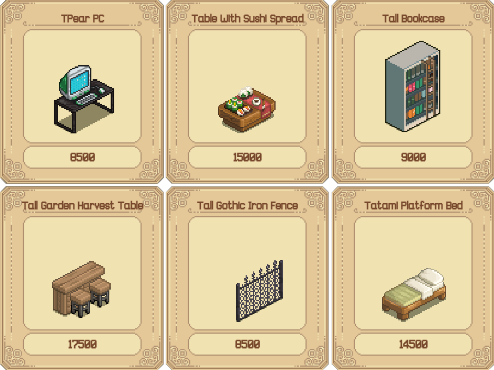 TPear PC
Table With Sushi Spread
Tall Bookcase
8500
15000
9000
Tall Garden Harvest Table
Tall Gothic Iron Fence
Tatami Platform Bed
17500
8500
14500